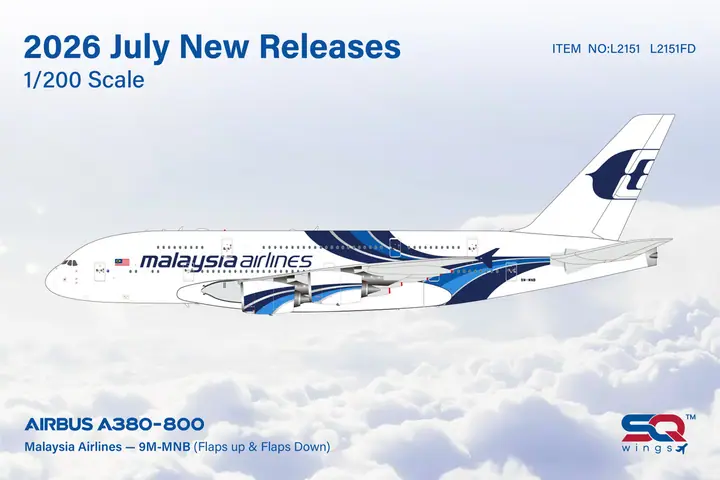 2026 July New Releases
1/200 Scale
ITEM NO:L2151 L2151FD
malaysia airlines
9M-MNB
AIRBUS A380-800
Malaysia Airlines — 9M-MNB (Flaps up & Flaps Down)
SQ™
wings